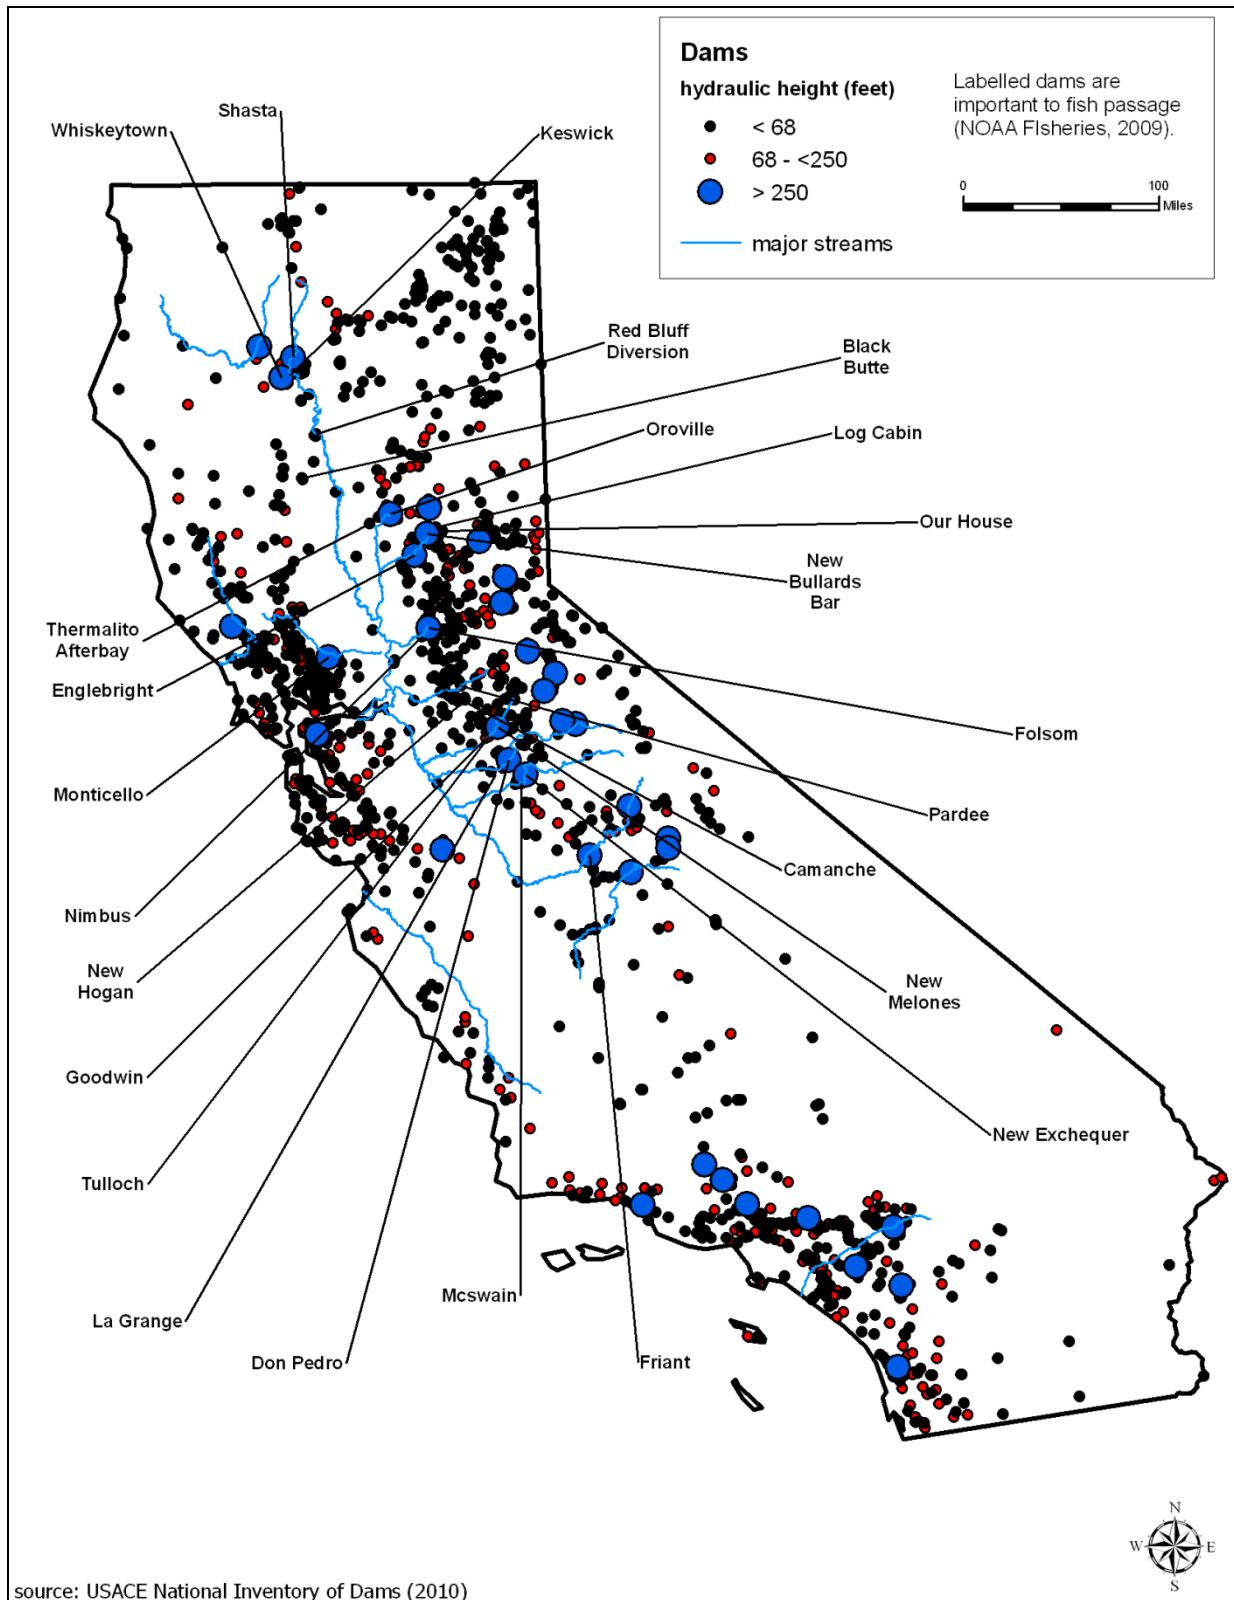 Dams
hydraulic height (feet)
< 68
68 - <250
> 250
major streams
Labelled dams are
important to fish passage
(NOAA FIsheries, 2009).
0
100
Miles
Shasta
Whiskeytown
Keswick
Red Bluff
Diversion
Black
Butte
Oroville
Log Cabin
Our House
New
Bullards
Bar
Thermalito
Afterbay
Englebright
Folsom
Monticello
Pardee
Camanche
Nimbus
New
Hogan
New
Melones
Goodwin
New Exchequer
Tulloch
Mcswain
La Grange
Don Pedro
Friant
N
W
E
S
source: USACE National Inventory of Dams (2010)